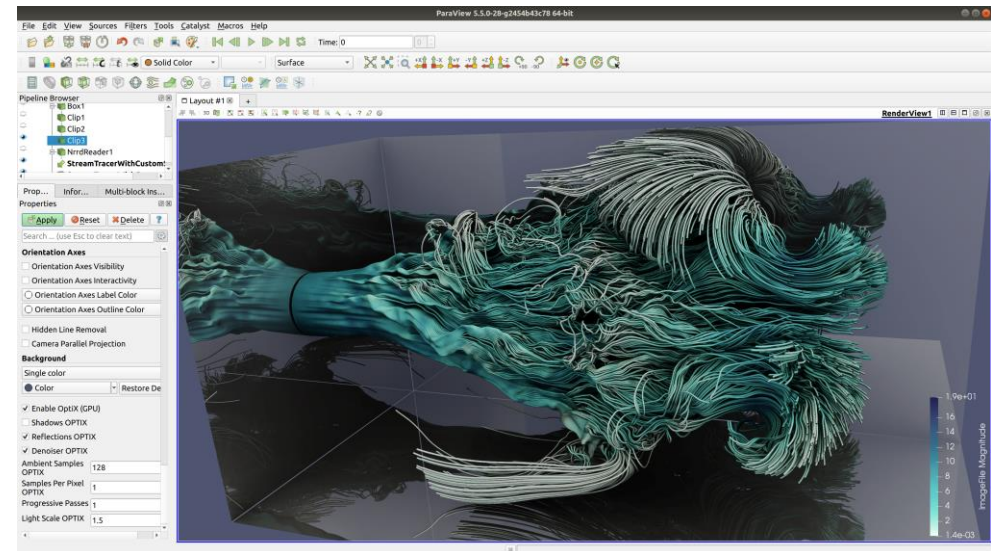 ParaView 5.5.0-28-g2454b43c78 64-bit
File Edit View Sources Filters Tools Catalyst Macros Help
Time: 0
Solid Color
Surface
Pipeline Browser
Layout #1
RenderView1
Box1
Clip1
Clip2
Clip3
NrrdReader1
StreamTracerWithCustom
Prop... Infor... Multi-block Ins...
Properties
Apply Reset Delete ?
Search ... (use Esc to clear text)
Orientation Axes
Orientation Axes Visibility
Orientation Axes Interactivity
Orientation Axes Label Color
Orientation Axes Outline Color
Hidden Line Removal
Camera Parallel Projection
Background
Single color
Color Restore De
Enable OptiX (GPU)
Shadows OPTIX
Reflections OPTIX
Denoiser OPTIX
Ambient Samples OPTIX 128
Samples Per Pixel OPTIX 1
Progressive Passes 1
Light Scale OPTIX 1.5
1.9e+01
16
14
12
10
8
6
4
2
1.4e-03
ImageFile Magnitude